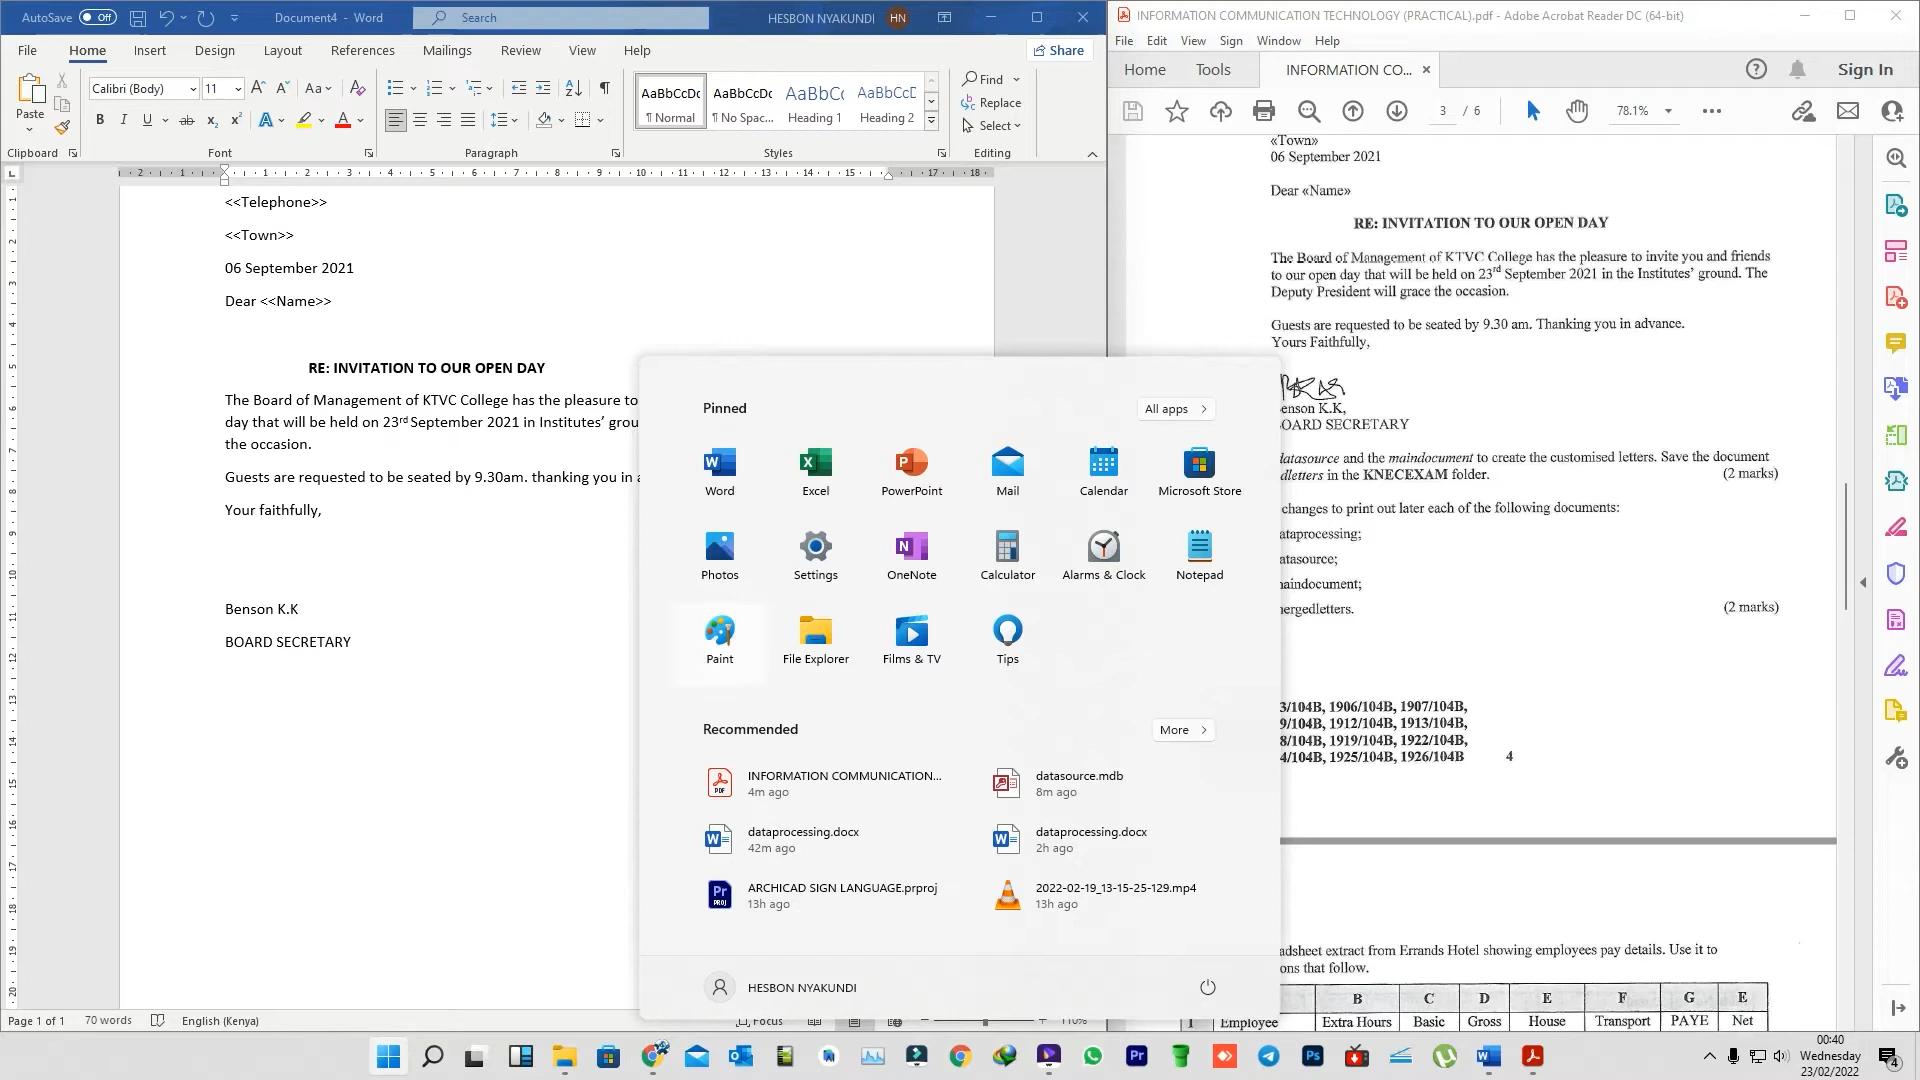 AutoSave Off Document4 - Word Search HESBON NYAKUNDI HN
File Home Insert Design Layout References Mailings Review View Help Share
Paste Calibri (Body) 11 Aa
AaBbCcDc AaBbCcDc AaBbCc AaBbCcD
¶ Normal ¶ No Spac... Heading 1 Heading 2
Find
Replace
Select
Clipboard Font Paragraph Styles Editing
<<Telephone>>
<<Town>>
06 September 2021
Dear <<Name>>
RE: INVITATION TO OUR OPEN DAY
The Board of Management of KTVC College has the pleasure to
day that will be held on 23rd September 2021 in Institutes’ grou
the occasion.
Guests are requested to be seated by 9.30am. thanking you in a
Your faithfully,
Benson K.K
BOARD SECRETARY
Page 1 of 1 70 words English (Kenya) Focus 110%
INFORMATION COMMUNICATION TECHNOLOGY (PRACTICAL).pdf - Adobe Acrobat Reader DC (64-bit)
File Edit View Sign Window Help
Home Tools INFORMATION CO... Sign In
3 / 6 78.1%
«Town»
06 September 2021
Dear «Name»
RE: INVITATION TO OUR OPEN DAY
The Board of Management of KTVC College has the pleasure to invite you and friends
to our open day that will be held on 23rd September 2021 in the Institutes’ ground. The
Deputy President will grace the occasion.
Guests are requested to be seated by 9.30 am. Thanking you in advance.
Yours Faithfully,
enson K.K,
OARD SECRETARY
datasource and the maindocument to create the customised letters. Save the document
dletters in the KNECEXAM folder. (2 marks)
changes to print out later each of the following documents:
ataprocessing;
atasource;
naindocument;
nergedletters. (2 marks)
3/104B, 1906/104B, 1907/104B,
9/104B, 1912/104B, 1913/104B,
8/104B, 1919/104B, 1922/104B,
4/104B, 1925/104B, 1926/104B 4
adsheet extract from Errands Hotel showing employees pay details. Use it to
ons that follow.
B C D E F G E
1 Employee Extra Hours Basic Gross House Transport PAYE Net
Pinned All apps
Word Excel PowerPoint Mail Calendar Microsoft Store
Photos Settings OneNote Calculator Alarms & Clock Notepad
Paint File Explorer Films & TV Tips
Recommended More
INFORMATION COMMUNICATION...
4m ago
datasource.mdb
8m ago
dataprocessing.docx
42m ago
dataprocessing.docx
2h ago
ARCHICAD SIGN LANGUAGE.prproj
13h ago
2022-02-19_13-15-25-129.mp4
13h ago
HESBON NYAKUNDI
00:40
Wednesday
23/02/2022
4